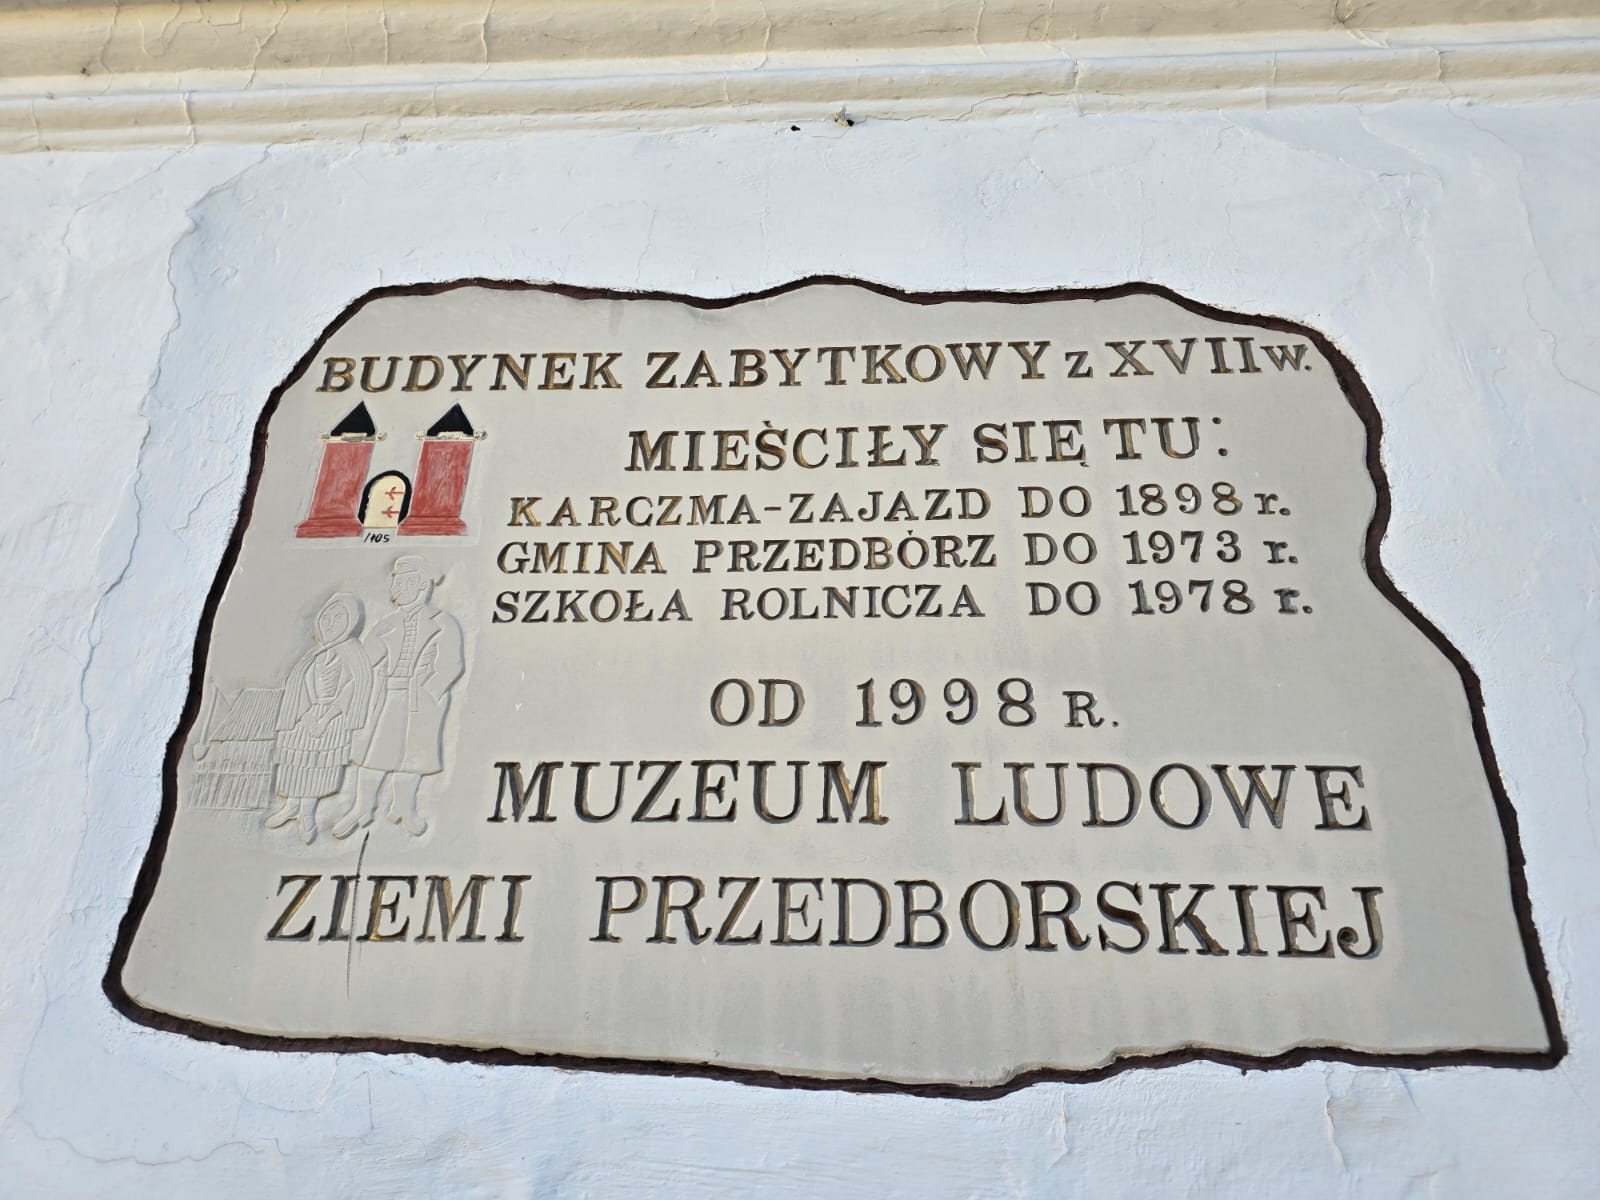 BUDYNEK ZABYTKOWY z XVII w.
MIEŚCIŁY SIĘ TU:
KARCZMA-ZAJAZD DO 1898 r.
GMINA PRZEDBÓRZ DO 1973 r.
SZKOŁA ROLNICZA DO 1978 r.
1405
OD 1998 R.
MUZEUM LUDOWE
ZIEMI PRZEDBORSKIEJ